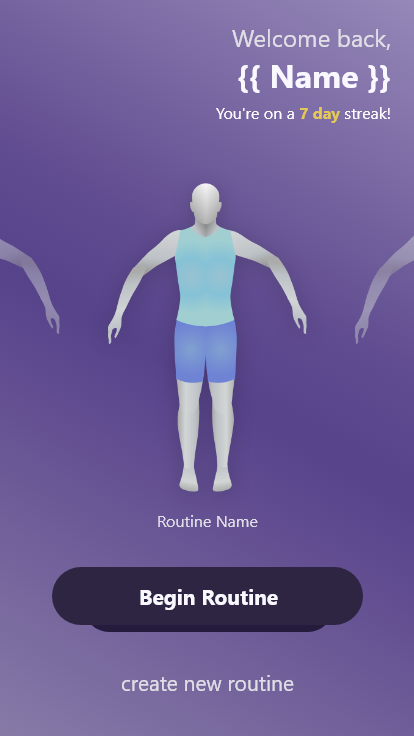 Welcome back,
{{ Name }}
You're on a 7 day streak!
Routine Name
Begin Routine
create new routine